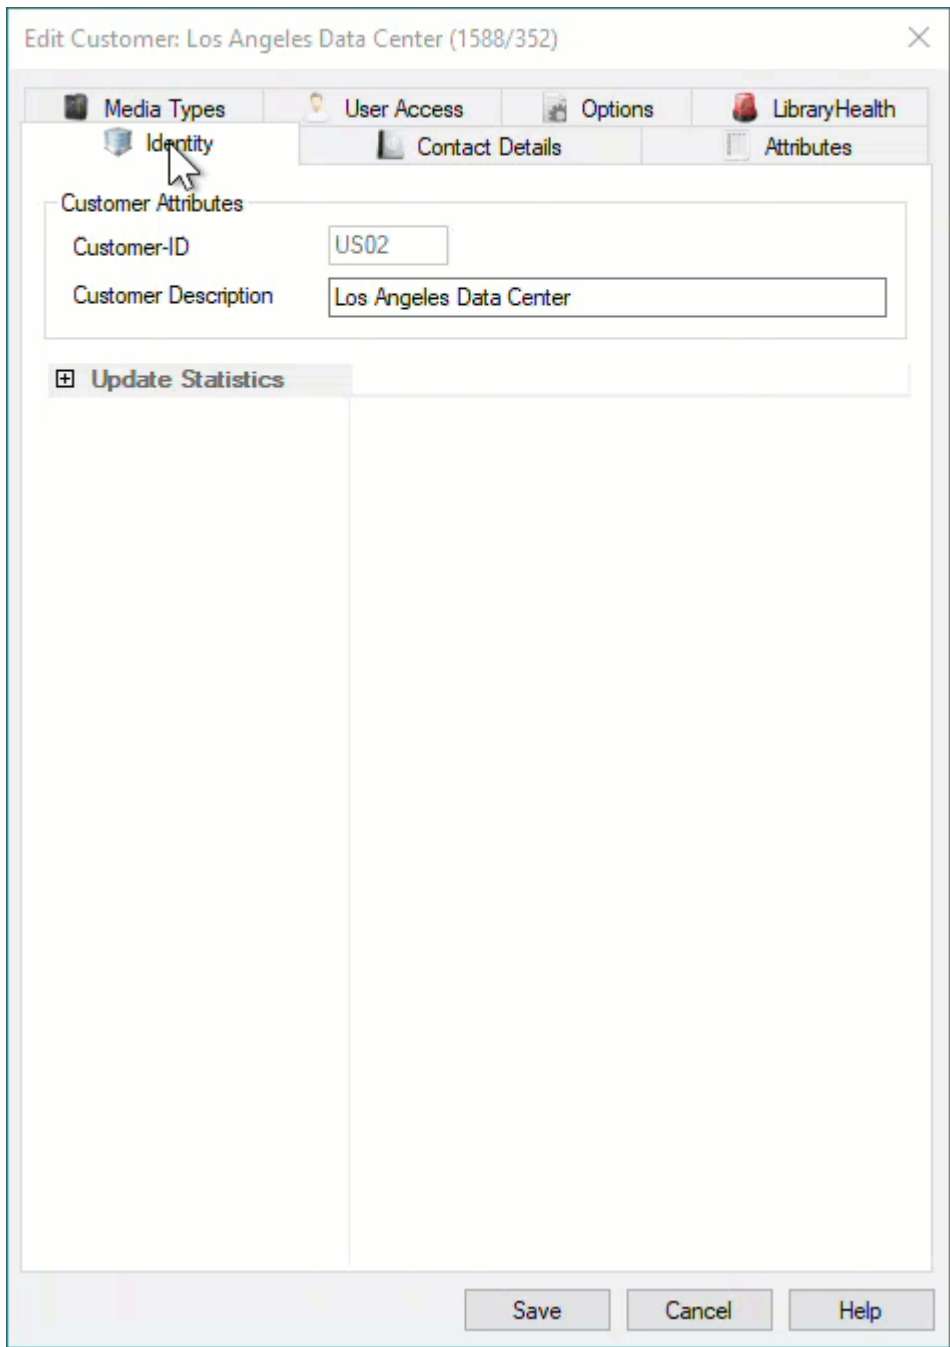 Edit Customer: Los Angeles Data Center (1588/352)
Media Types User Access Options LibraryHealth
Identity Contact Details Attributes
Customer Attributes
Customer-ID US02
Customer Description Los Angeles Data Center
Update Statistics
Save Cancel Help